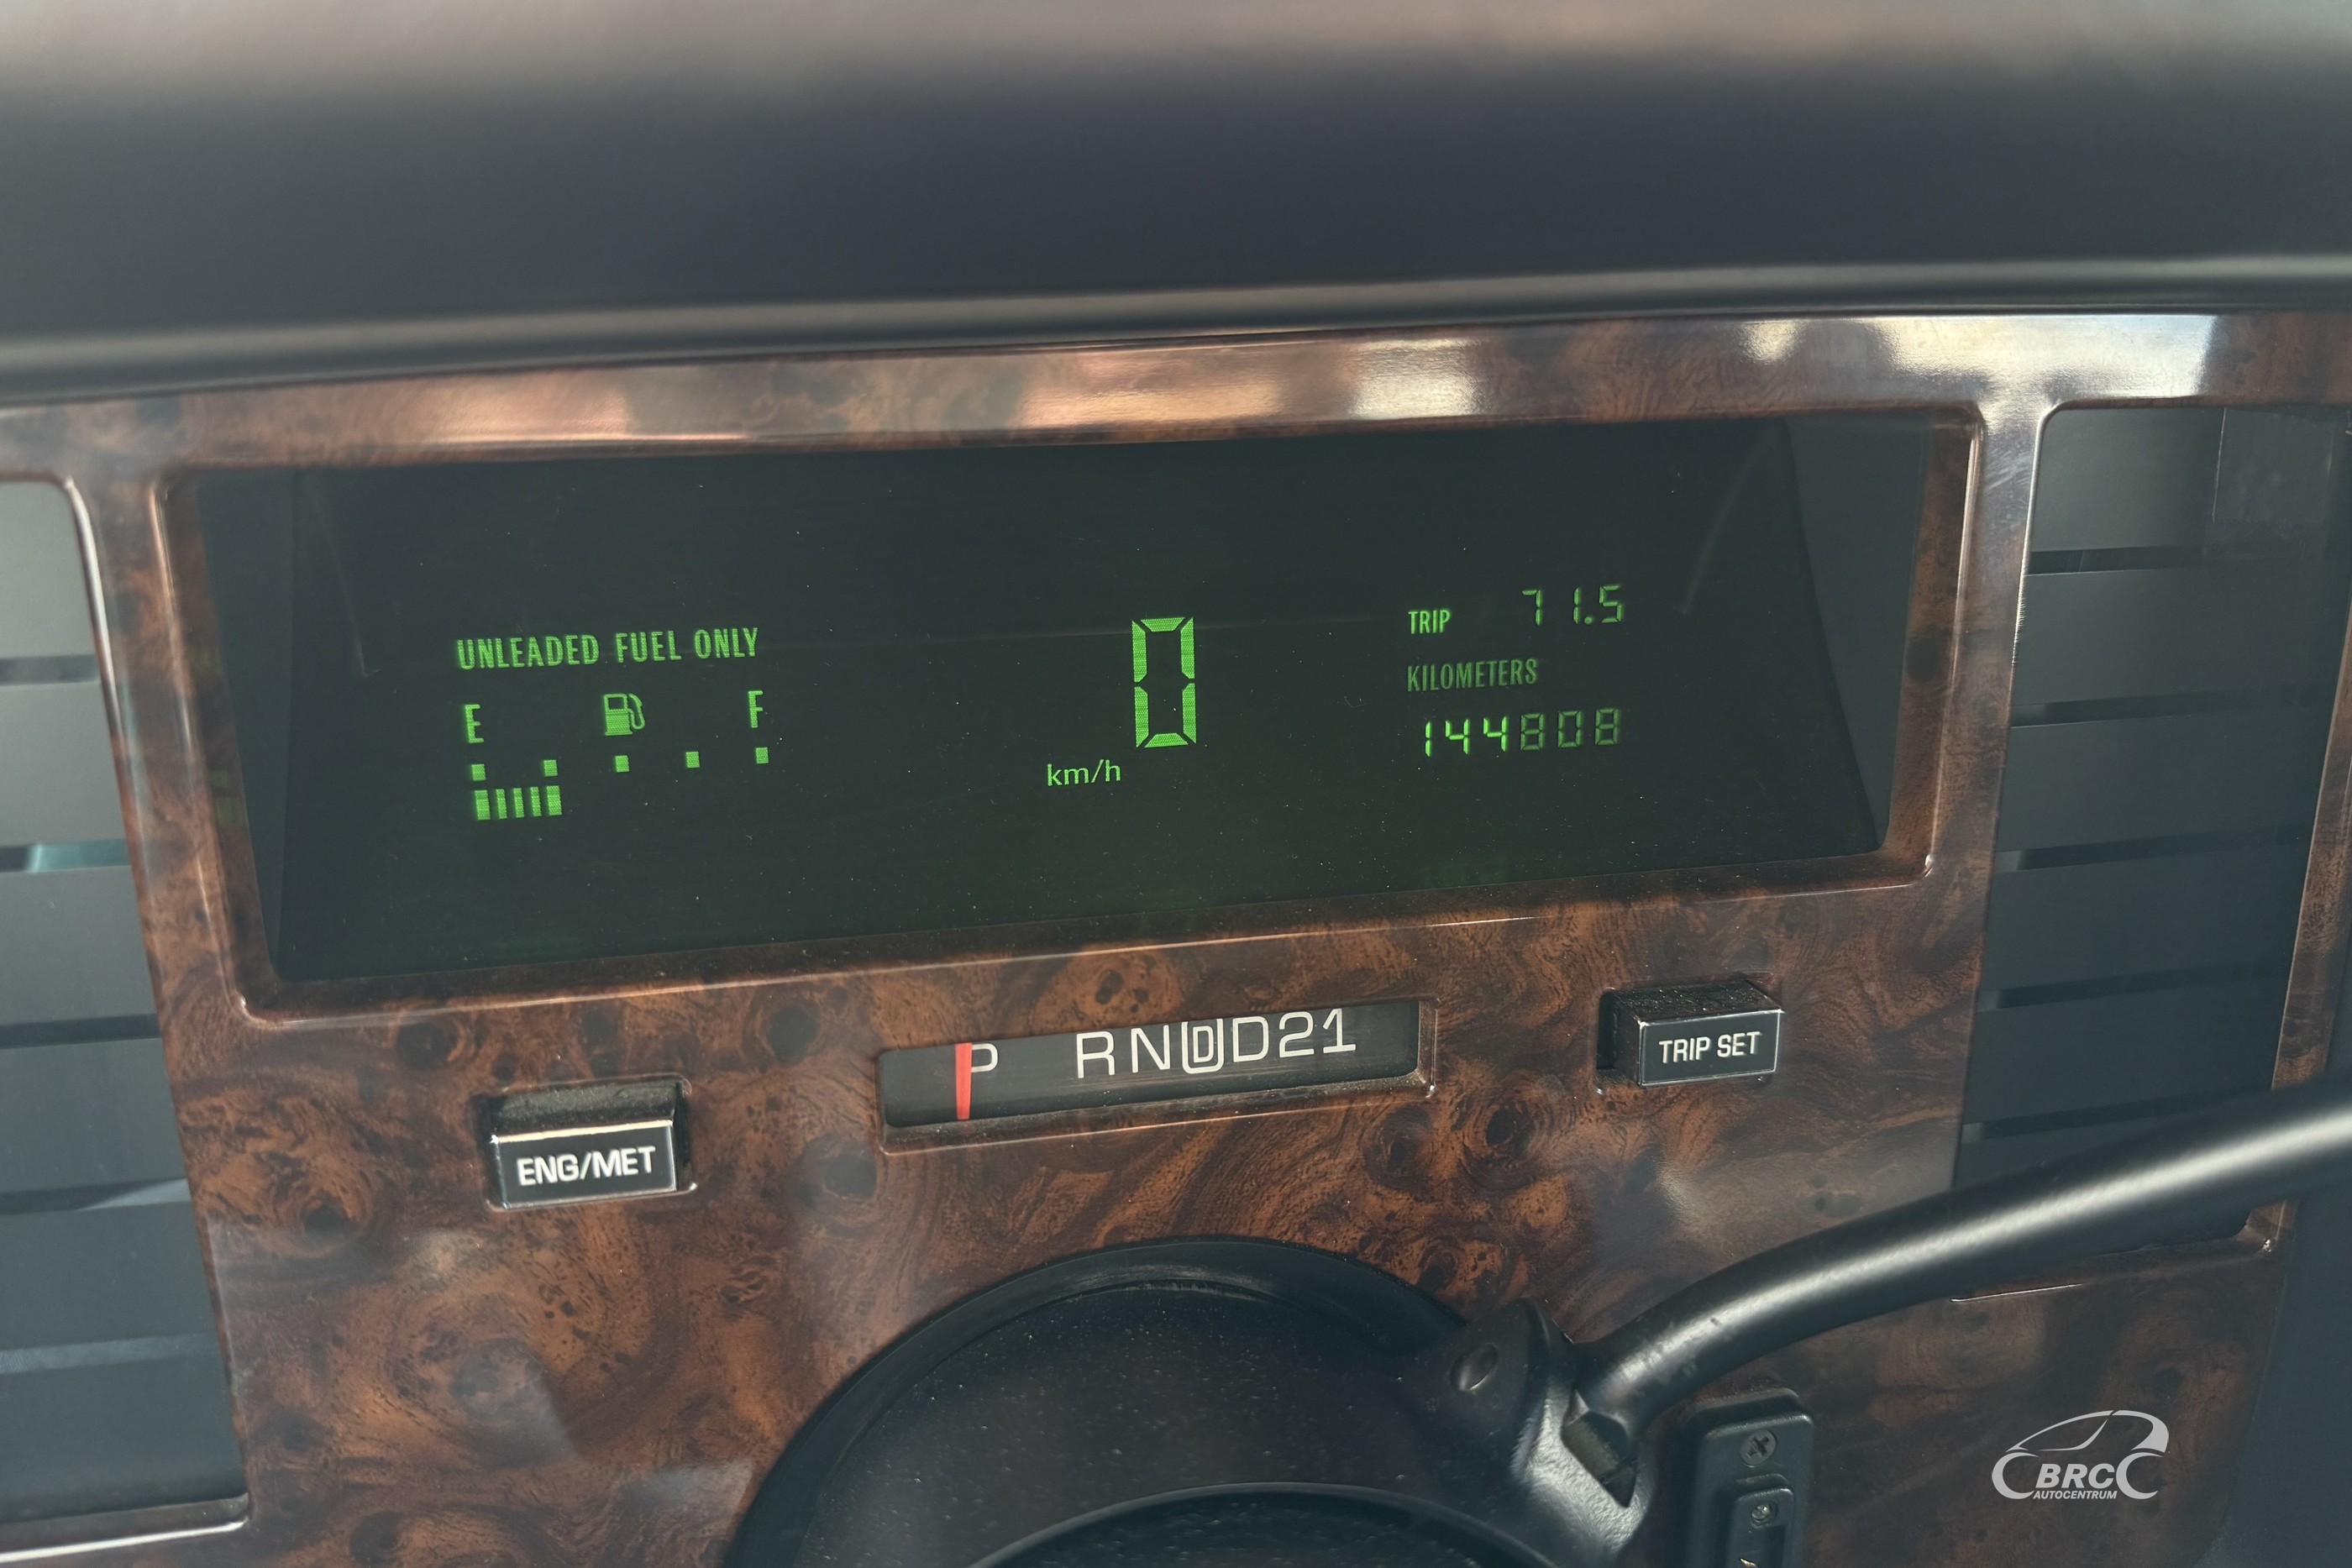 UNLEADED FUEL ONLY
E F
0
km/h
TRIP 71.5
KILOMETERS
144808
P RNDD21
ENG/MET
TRIP SET
BRC
AUTOCENTRUM